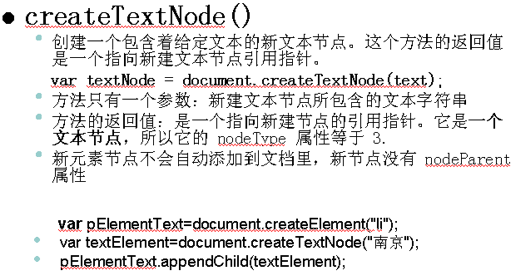 ● createTextNode()
• 创建一个包含着给定文本的新文本节点。这个方法的返回值
是一个指向新建文本节点引用指针。
var textNode = document.createTextNode(text);
• 方法只有一个参数：新建文本节点所包含的文本字符串
• 方法的返回值：是一个指向新建节点的引用指针。它是一个
文本节点，所以它的 nodeType 属性等于 3.
• 新元素节点不会自动添加到文档里，新节点没有 nodeParent
属性
var pElementText=document.createElement("li");
• var textElement=document.createTextNode("南京");
• pElementText.appendChild(textElement);